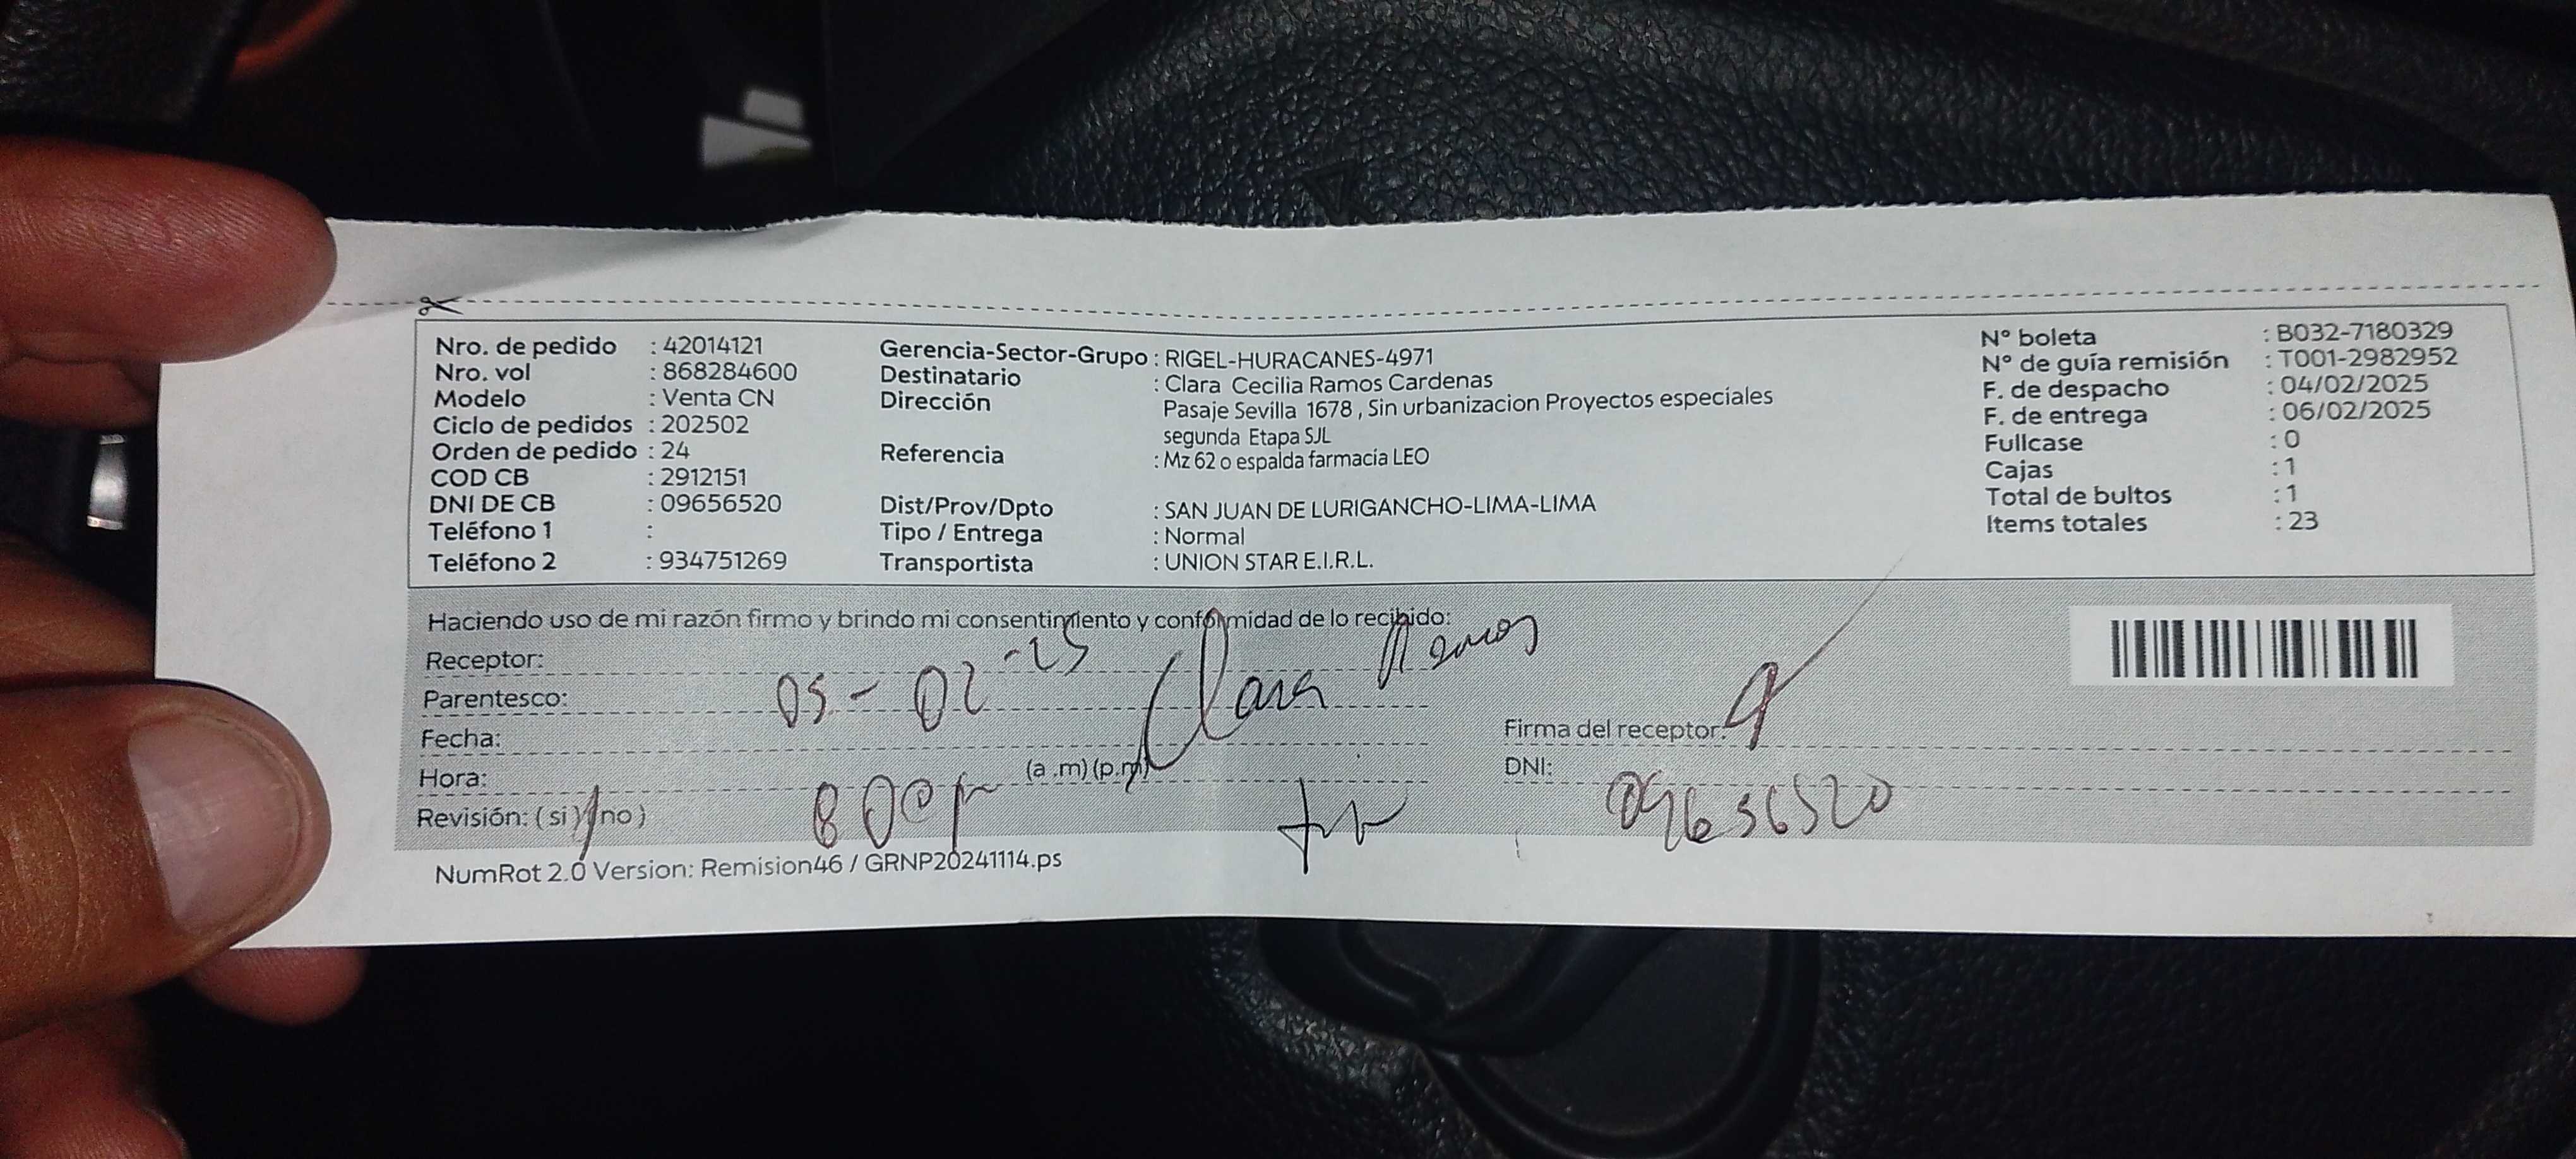 Nro. de pedido : 42014121
Nro. vol : 868284600
Modelo : Venta CN
Ciclo de pedidos : 202502
Orden de pedido : 24
COD CB : 2912151
DNI DE CB : 09656520
Teléfono 1 :
Teléfono 2 : 934751269
Gerencia-Sector-Grupo : RIGEL-HURACANES-4971
Destinatario : Clara Cecilia Ramos Cardenas
Dirección Pasaje Sevilla 1678 , Sin urbanizacion Proyectos especiales
segunda Etapa SJL
Referencia : Mz 62 o espalda farmacia LEO
Dist/Prov/Dpto : SAN JUAN DE LURIGANCHO-LIMA-LIMA
Tipo / Entrega : Normal
Transportista : UNION STAR E.I.R.L.
N° boleta : B032-7180329
N° de guía remisión : T001-2982952
F. de despacho : 04/02/2025
F. de entrega : 06/02/2025
Fullcase : 0
Cajas : 1
Total de bultos : 1
Items totales : 23
Haciendo uso de mi razón firmo y brindo mi consentimiento y conformidad de lo recibido:
Receptor: Clara Ramos
Parentesco:
05-02-25
Fecha:
Hora: (a .m) (p.m)
Revisión: ( si ) ( no )
800p
Firma del receptor:
DNI: 09656520
NumRot 2.0 Version: Remision46 / GRNP20241114.ps